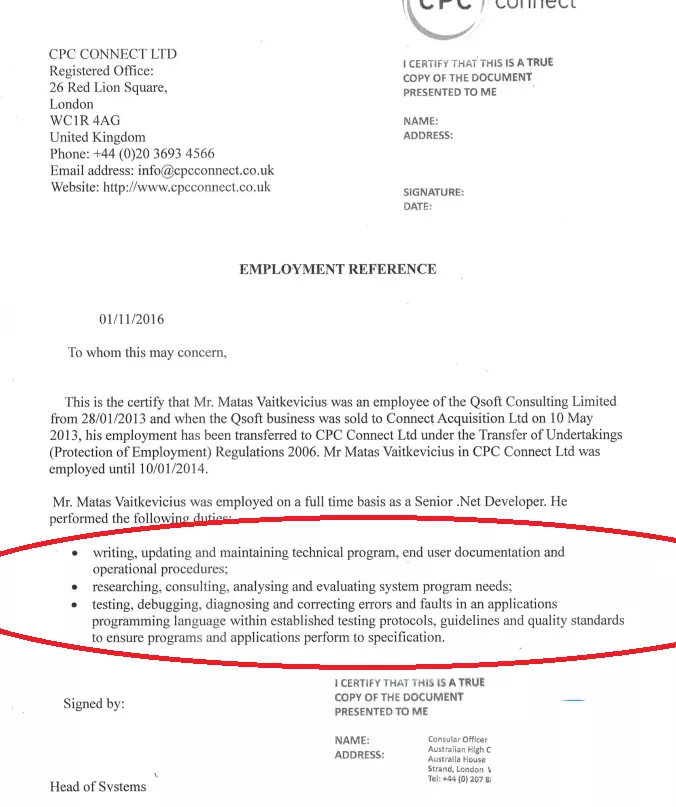 CPC connect
CPC CONNECT LTD
Registered Office:
26 Red Lion Square,
London
WC1R 4AG
United Kingdom
Phone: +44 (0)20 3693 4566
Email address: info@cpcconnect.co.uk
Website: http://www.cpcconnect.co.uk
I CERTIFY THAT THIS IS A TRUE
COPY OF THE DOCUMENT
PRESENTED TO ME
NAME:
ADDRESS:
SIGNATURE:
DATE:
EMPLOYMENT REFERENCE
01/11/2016
To whom this may concern,
This is the certify that Mr. Matas Vaitkevicius was an employee of the Qsoft Consulting Limited
from 28/01/2013 and when the Qsoft business was sold to Connect Acquisition Ltd on 10 May
2013, his employment has been transferred to CPC Connect Ltd under the Transfer of Undertakings
(Protection of Employment) Regulations 2006. Mr Matas Vaitkevicius in CPC Connect Ltd was
employed until 10/01/2014.
Mr. Matas Vaitkevicius was employed on a full time basis as a Senior .Net Developer. He
performed the following duties:
• writing, updating and maintaining technical program, end user documentation and
operational procedures;
• researching, consulting, analysing and evaluating system program needs;
• testing, debugging, diagnosing and correcting errors and faults in an applications
programming language within established testing protocols, guidelines and quality standards
to ensure programs and applications perform to specification.
Signed by:
I CERTIFY THAT THIS IS A TRUE
COPY OF THE DOCUMENT
PRESENTED TO ME
NAME: Consular Officer
ADDRESS: Australian High C
Australia House
Strand, London
Tel: +44 (0) 207
Head of Systems